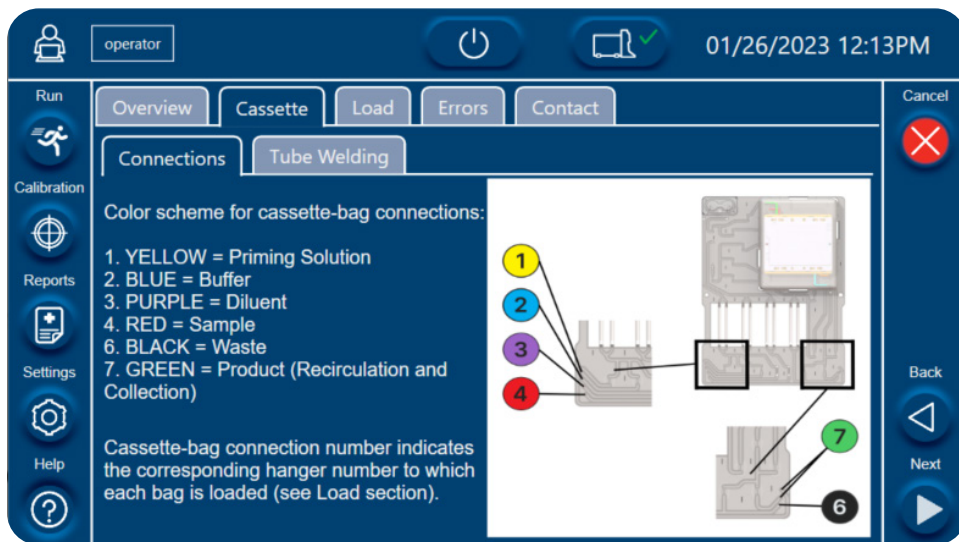 operator
01/26/2023 12:13PM
Run
Calibration
Reports
Settings
Help
Overview
Cassette
Load
Errors
Contact
Connections
Tube Welding
Color scheme for cassette-bag connections:
1. YELLOW = Priming Solution
2. BLUE = Buffer
3. PURPLE = Diluent
4. RED = Sample
6. BLACK = Waste
7. GREEN = Product (Recirculation and
Collection)
Cassette-bag connection number indicates
the corresponding hanger number to which
each bag is loaded (see Load section).
1
2
3
4
7
6
Cancel
Back
Next